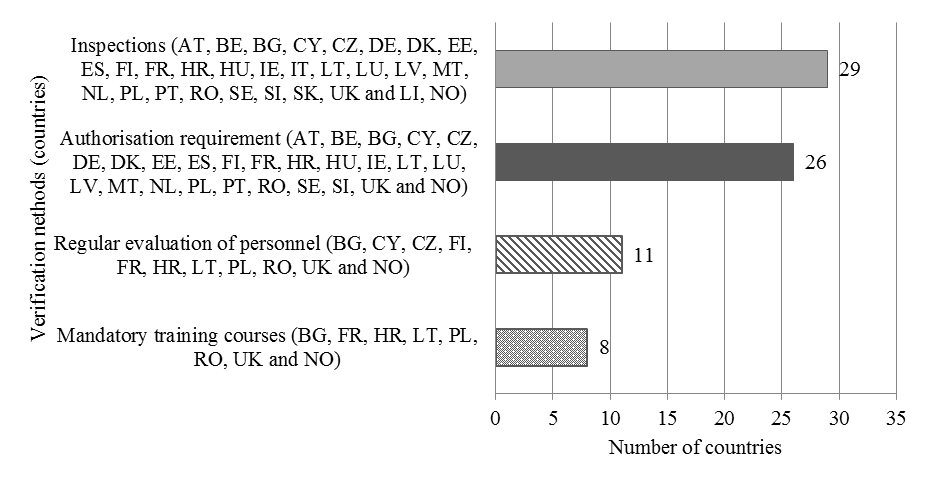 Verification nethods (countries)
Inspections (AT, BE, BG, CY, CZ, DE, DK, EE,
ES, FI, FR, HR, HU, IE, IT, LT, LU, LV, MT,
NL, PL, PT, RO, SE, SI, SK, UK and LI, NO)
29
Authorisation requirement (AT, BE, BG, CY, CZ,
DE, DK, EE, ES, FI, FR, HR, HU, IE, LT, LU,
LV, MT, NL, PL, PT, RO, SE, SI, UK and NO)
26
Regular evaluation of personnel (BG, CY, CZ, FI,
FR, HR, LT, PL, RO, UK and NO)
11
Mandatory training courses (BG, FR, HR, LT, PL,
RO, UK and NO)
8
0 5 10 15 20 25 30 35
Number of countries